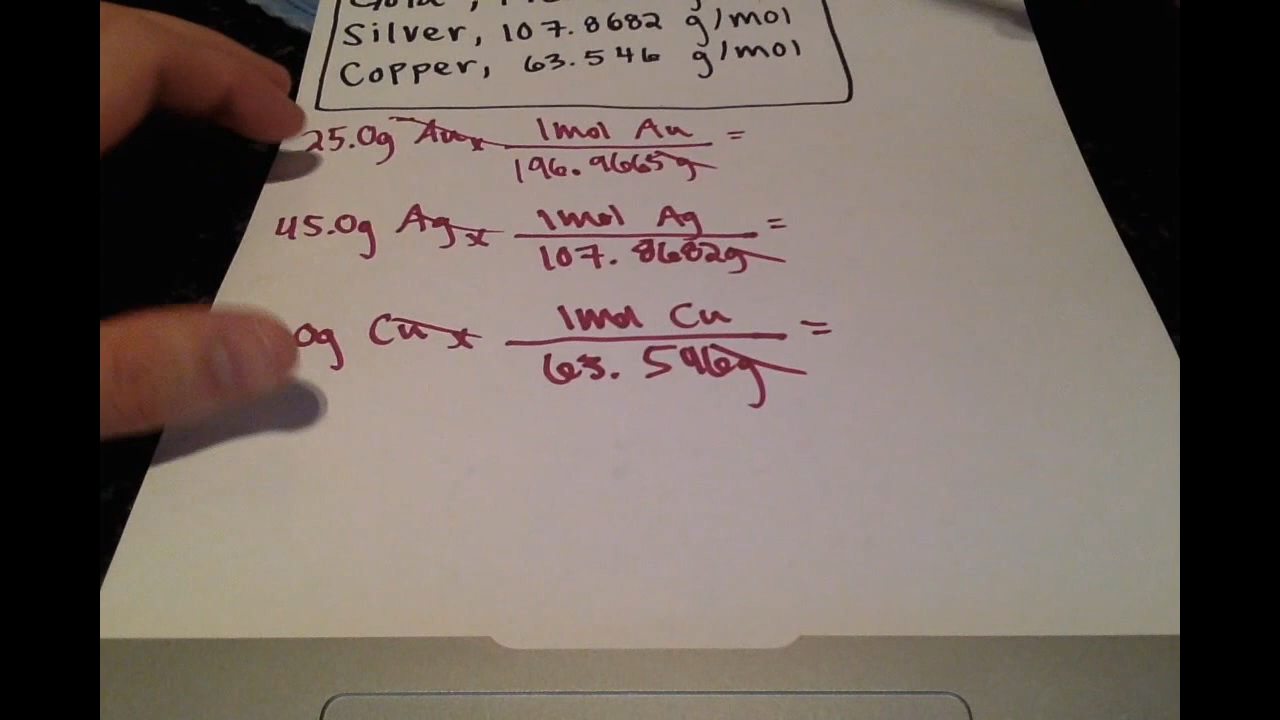 Silver, 107.8682 g/mol
Copper, 63.546 g/mol
25.0g Au x 1mol Au =
196.9665g
45.0g Ag x 1mol Ag =
107.8682g
0g Cu x 1mol Cu =
63.546g